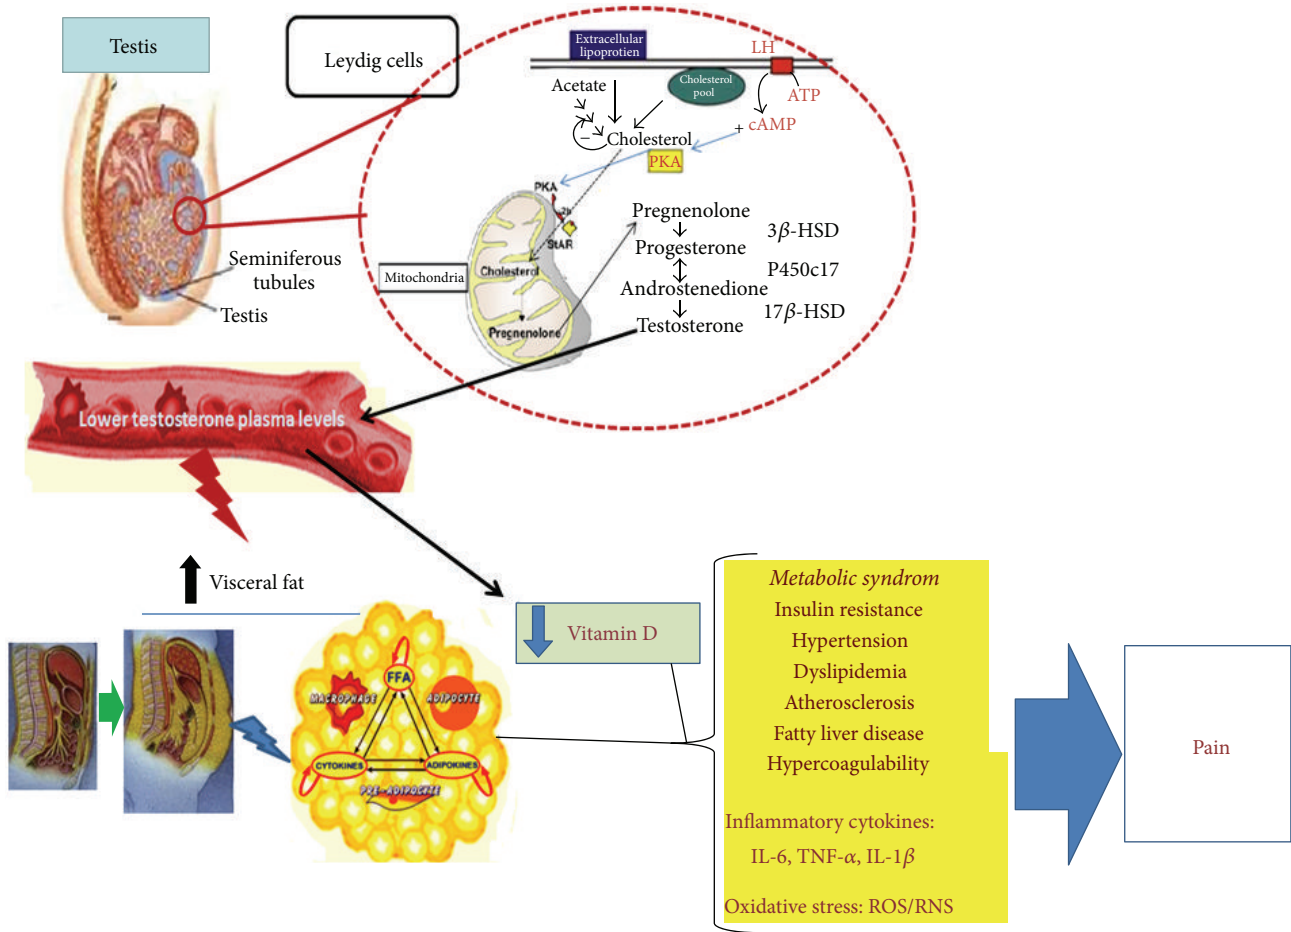 Testis
Leydig cells
Extracellular
lipoprotien
LH
Acetate
Cholesterol
pool
ATP
+ cAMP
−
Cholesterol
PKA
PKA
StAR
Pregnenolone
3β-HSD
Progesterone
Mitochondria
Cholesterol
P450c17
Androstenedione
17β-HSD
Pregnenolone
Testosterone
Seminiferous
tubules
Testis
Lower testosterone plasma levels
Visceral fat
Vitamin D
FFA
MACROPHAGE
ADIPOCYTE
CYTOKINES
ADIPOKINES
PRE-ADIPOCYTE
Metabolic syndrom
Insulin resistance
Hypertension
Dyslipidemia
Atherosclerosis
Fatty liver disease
Hypercoagulability
Inflammatory cytokines:
IL-6, TNF-α, IL-1β
Oxidative stress: ROS/RNS
Pain